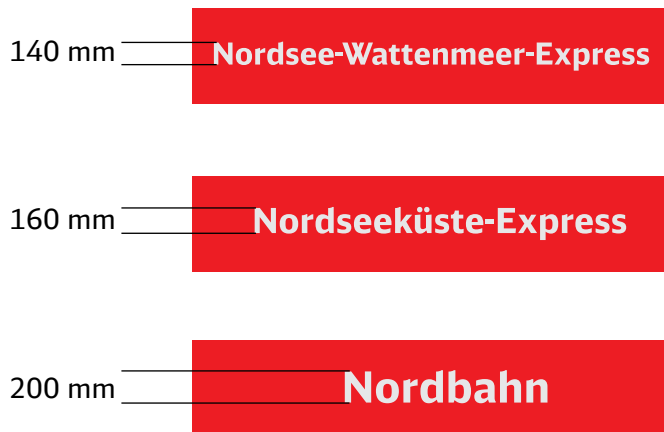 140 mm Nordsee-Wattenmeer-Express
160 mm Nordseeküste-Express
200 mm Nordbahn